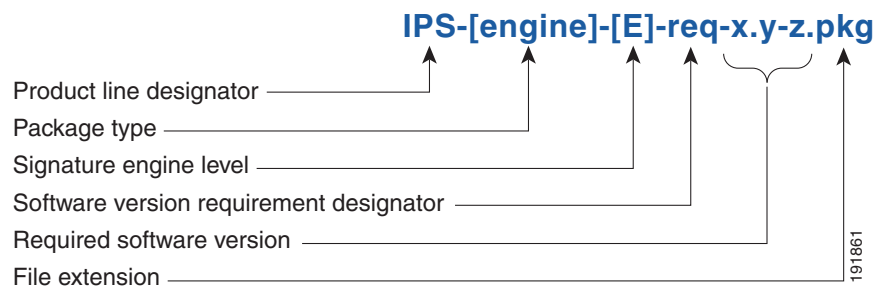 IPS-[engine]-[E]-req-x.y-z.pkg
Product line designator
Package type
Signature engine level
Software version requirement designator
Required software version
File extension
191861